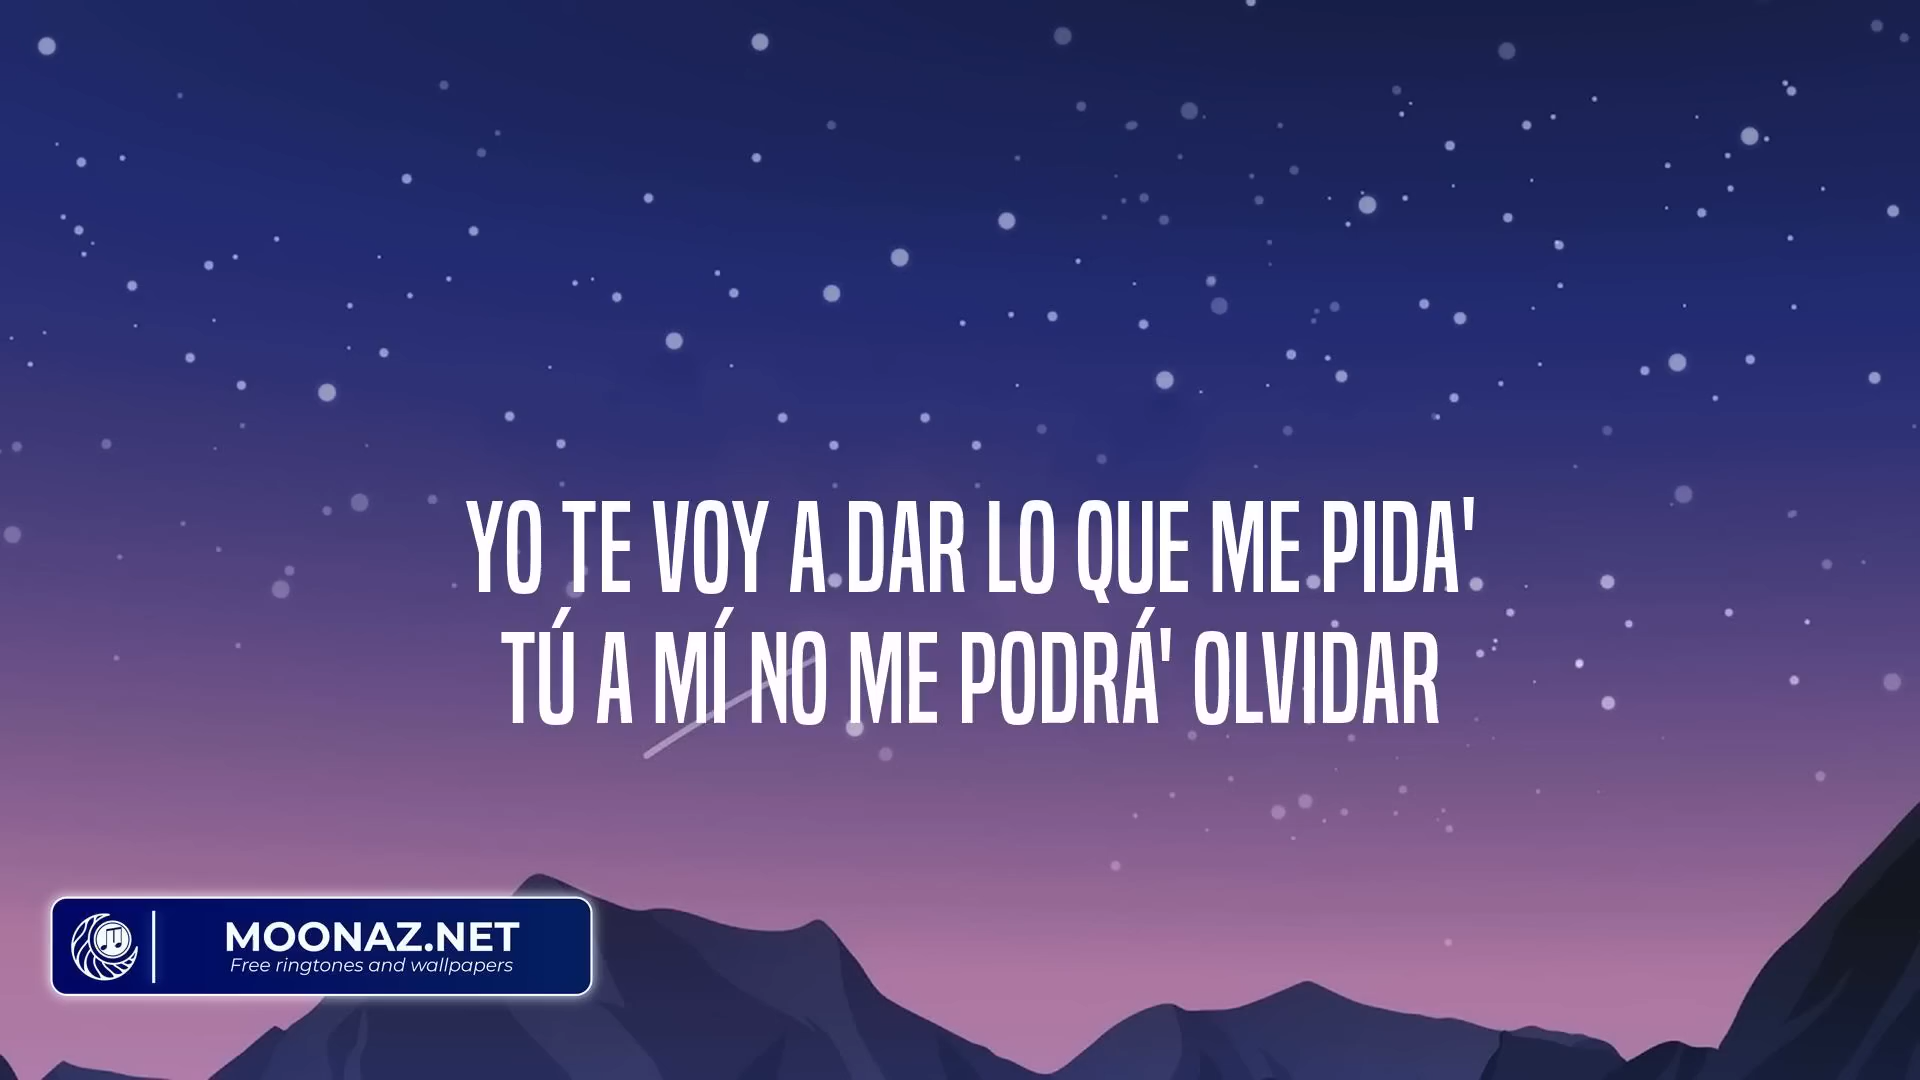 YO TE VOY A DAR LO QUE ME PIDA'
TÚ A MÍ NO ME PODRÁ' OLVIDAR
MOONAZ.NET
Free ringtones and wallpapers